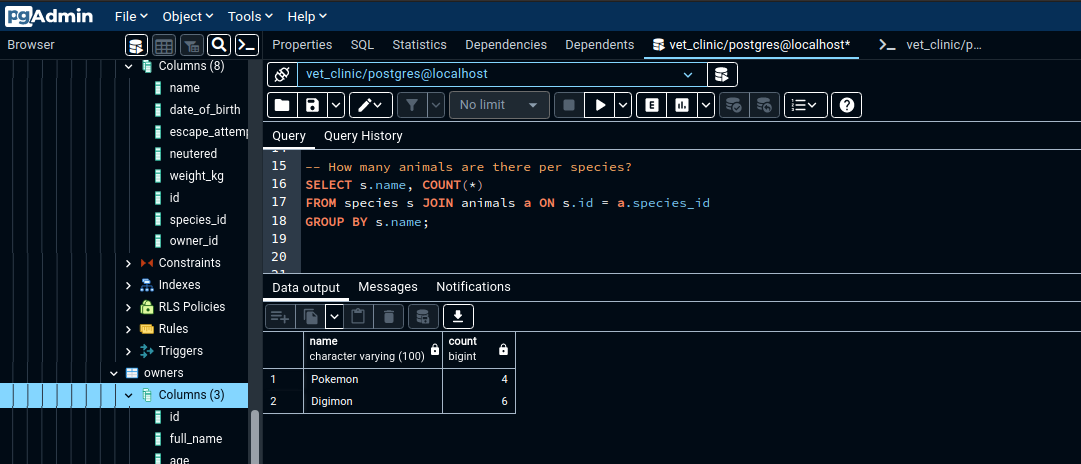 pgAdmin File Object Tools Help
Browser
Properties SQL Statistics Dependencies Dependents vet_clinic/postgres@localhost* vet_clinic/p...
Columns (8)
name
date_of_birth
escape_attemp
neutered
weight_kg
id
species_id
owner_id
Constraints
Indexes
RLS Policies
Rules
Triggers
owners
Columns (3)
id
full_name
age
vet_clinic/postgres@localhost
No limit
E
Query Query History
15 -- How many animals are there per species?
16 SELECT s.name, COUNT(*)
17 FROM species s JOIN animals a ON s.id = a.species_id
18 GROUP BY s.name;
19
20
Data output Messages Notifications
name count
character varying (100) bigint
1 Pokemon 4
2 Digimon 6